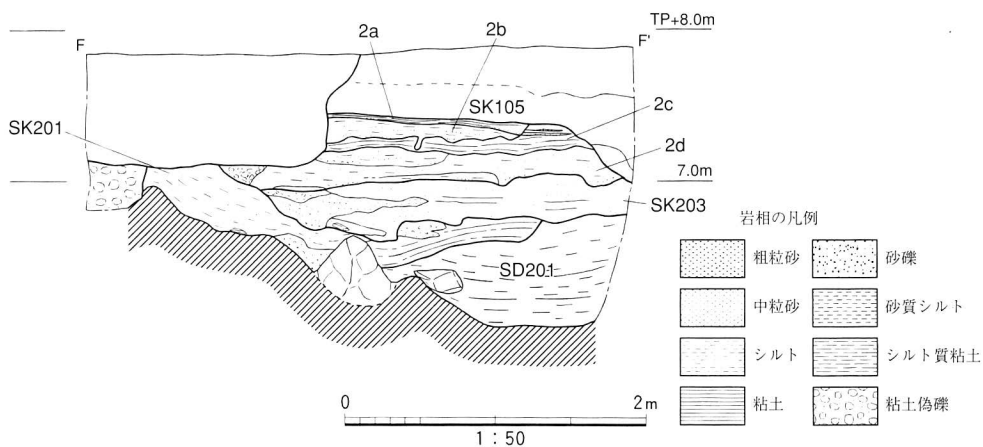 TP+8.0m
F
F'
2a
2b
SK105
2c
SK201
2d
7.0m
SK203
SD201
岩相の凡例
粗粒砂
砂礫
中粒砂
砂質シルト
シルト
シルト質粘土
粘土
粘土偽礫
0
2m
1:50